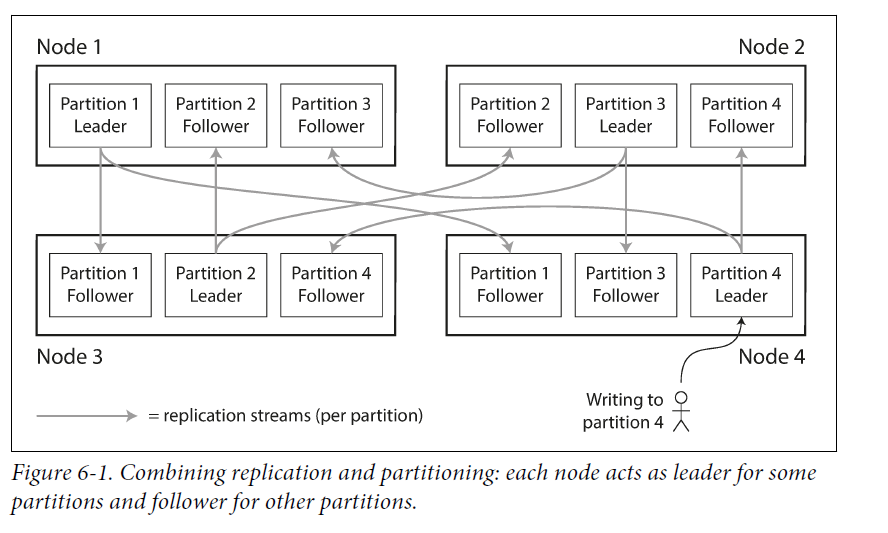 Node 1
Node 2
Partition 1
Leader
Partition 2
Follower
Partition 3
Follower
Partition 2
Follower
Partition 3
Leader
Partition 4
Follower
Partition 1
Follower
Partition 2
Leader
Partition 4
Follower
Partition 1
Follower
Partition 3
Follower
Partition 4
Leader
Node 3
Node 4
= replication streams (per partition)
Writing to
partition 4
Figure 6-1. Combining replication and partitioning: each node acts as leader for some
partitions and follower for other partitions.